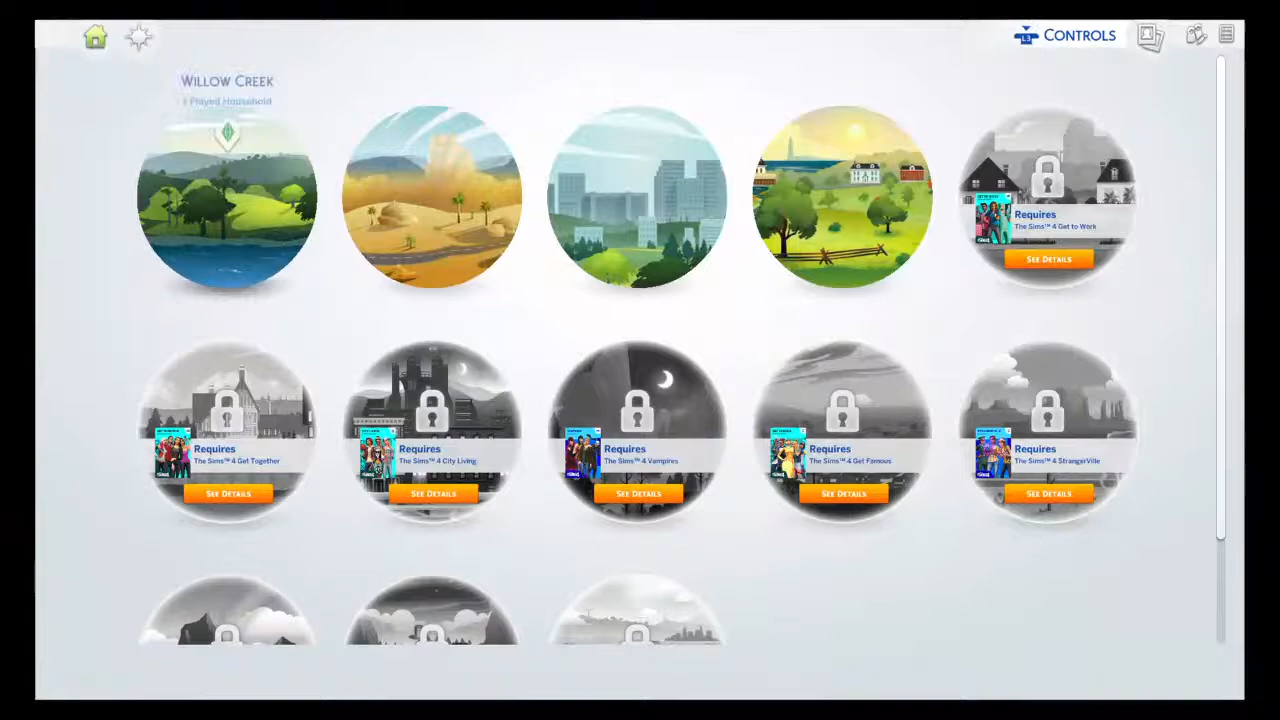 L3 CONTROLS
WILLOW CREEK
1 Played Household
Requires
The Sims™ 4 Get to Work
SEE DETAILS
Requires
The Sims™ 4 Get Together
SEE DETAILS
Requires
The Sims™ 4 City Living
SEE DETAILS
Requires
The Sims™ 4 Vampires
SEE DETAILS
Requires
The Sims™ 4 Get Famous
SEE DETAILS
Requires
The Sims™ 4 StrangerVille
SEE DETAILS